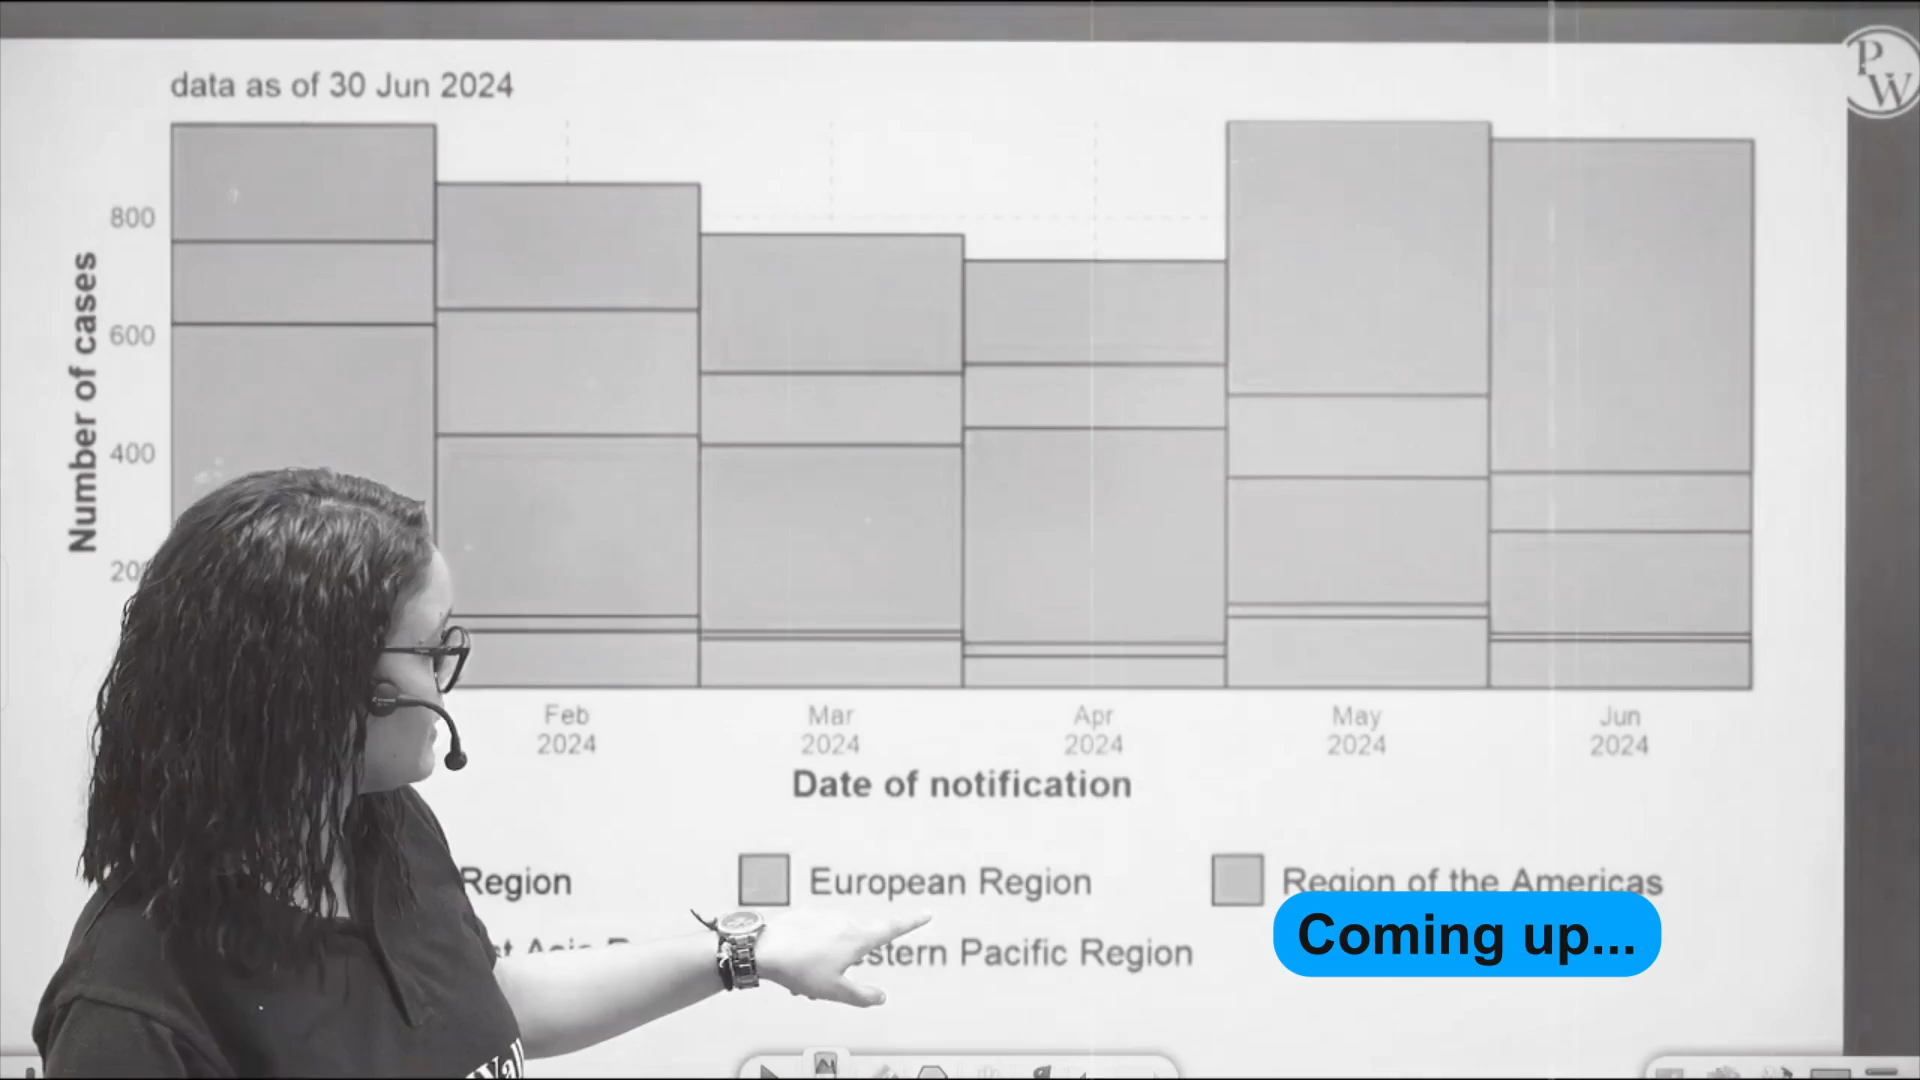 data as of 30 Jun 2024
P
W
800
600
400
Number of cases
Feb
2024
Mar
2024
Apr
2024
May
2024
Jun
2024
Date of notification
Region
European Region
Region of the Americas
Pacific Region
Coming up...